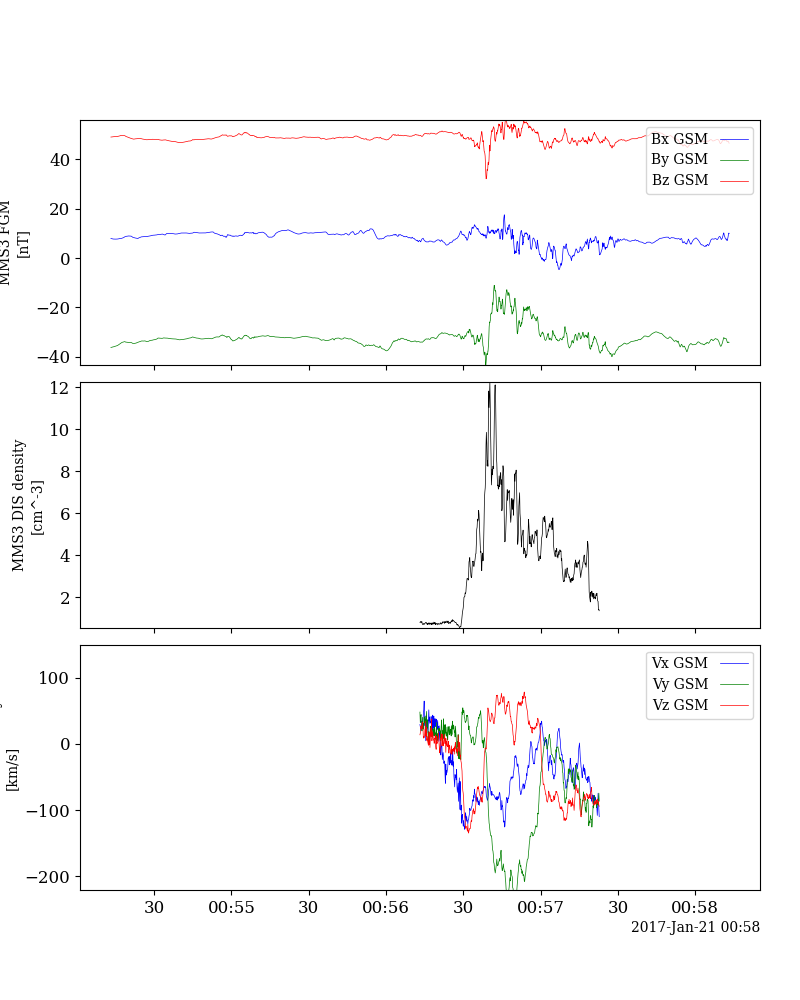 40
20
0
−20
−40
MMS3 FGM
[nT]
Bx GSM
By GSM
Bz GSM
12
10
8
6
4
2
MMS3 DIS density
[cm^-3]
100
0
−100
−200
[km/s]
Vx GSM
Vy GSM
Vz GSM
30 00:55 30 00:56 30 00:57 30 00:58
2017-Jan-21 00:58